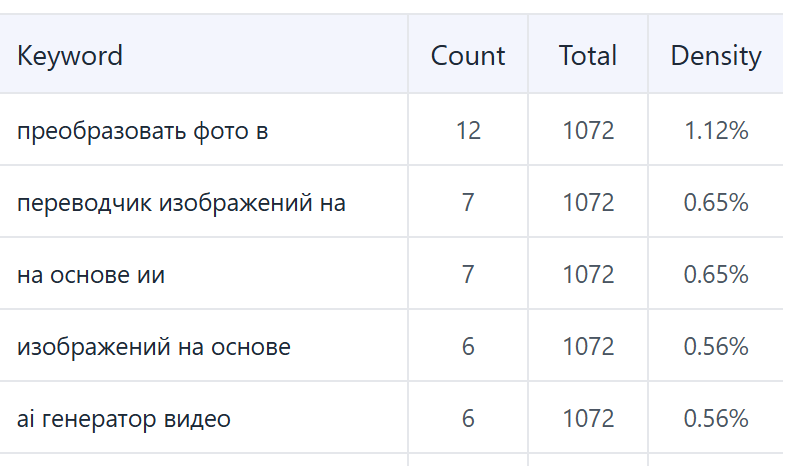 Keyword Count Total Density
преобразовать фото в 12 1072 1.12%
переводчик изображений на 7 1072 0.65%
на основе ии 7 1072 0.65%
изображений на основе 6 1072 0.56%
ai генератор видео 6 1072 0.56%